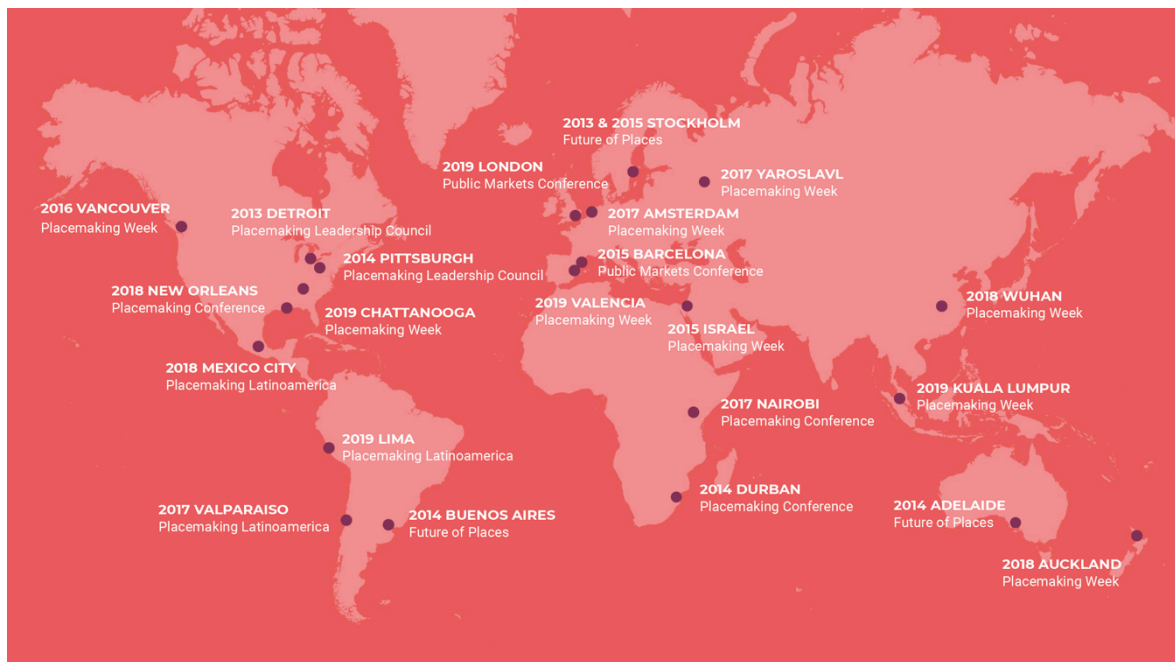 2013 & 2015 STOCKHOLM
Future of Places
2019 LONDON
Public Markets Conference
2017 YAROSLAVL
Placemaking Week
2016 VANCOUVER
Placemaking Week
2013 DETROIT
Placemaking Leadership Council
2017 AMSTERDAM
Placemaking Week
2014 PITTSBURGH
Placemaking Leadership Council
2015 BARCELONA
Public Markets Conference
2018 NEW ORLEANS
Placemaking Conference
2019 CHATTANOOGA
Placemaking Week
2019 VALENCIA
Placemaking Week
2015 ISRAEL
Placemaking Week
2018 WUHAN
Placemaking Week
2018 MEXICO CITY
Placemaking Latinoamerica
2019 KUALA LUMPUR
Placemaking Week
2017 NAIROBI
Placemaking Conference
2019 LIMA
Placemaking Latinoamerica
2014 DURBAN
Placemaking Conference
2017 VALPARAISO
Placemaking Latinoamerica
2014 BUENOS AIRES
Future of Places
2014 ADELAIDE
Future of Places
2018 AUCKLAND
Placemaking Week